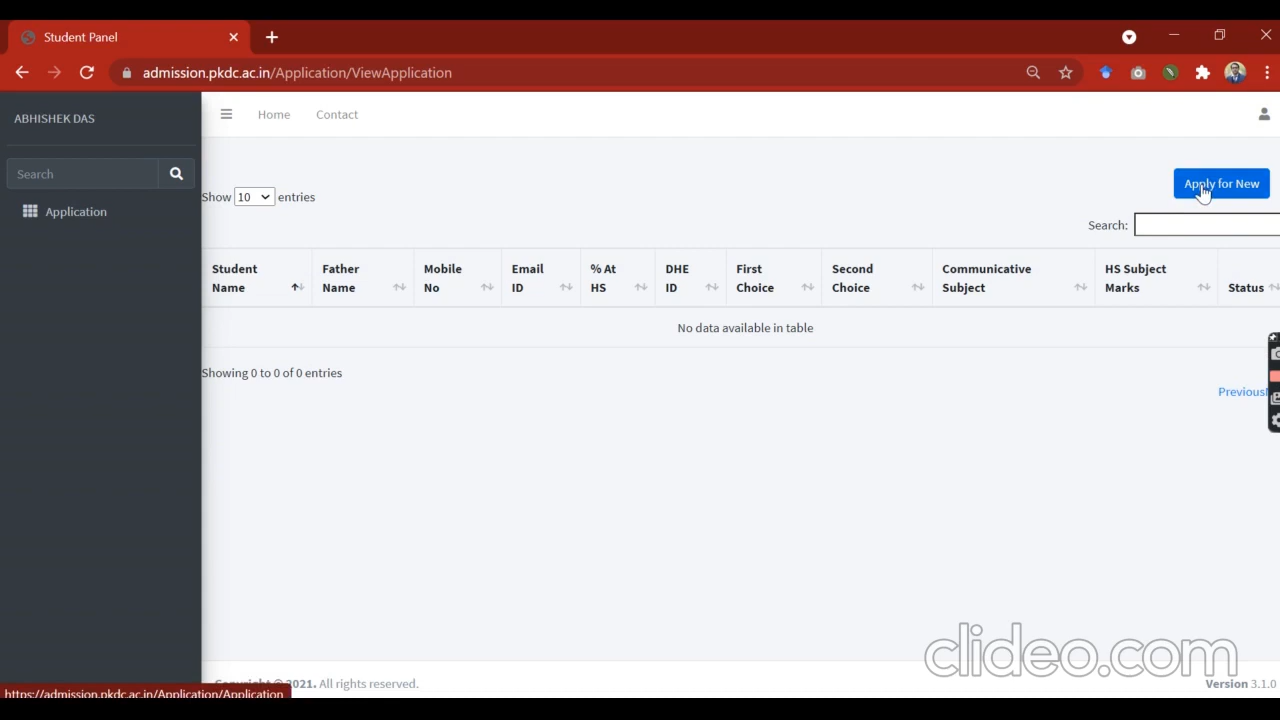 Student Panel
admission.pkdc.ac.in/Application/ViewApplication
ABHISHEK DAS
Home Contact
Search
Application
Apply for New
Show 10 entries
Search:
Student Name
Father Name
Mobile No
Email ID
% At HS
DHE ID
First Choice
Second Choice
Communicative Subject
HS Subject Marks
Status
No data available in table
Showing 0 to 0 of 0 entries
Previous
clideo.com
Copyright © 2021. All rights reserved.
Version 3.1.0
https://admission.pkdc.ac.in/Application/Application